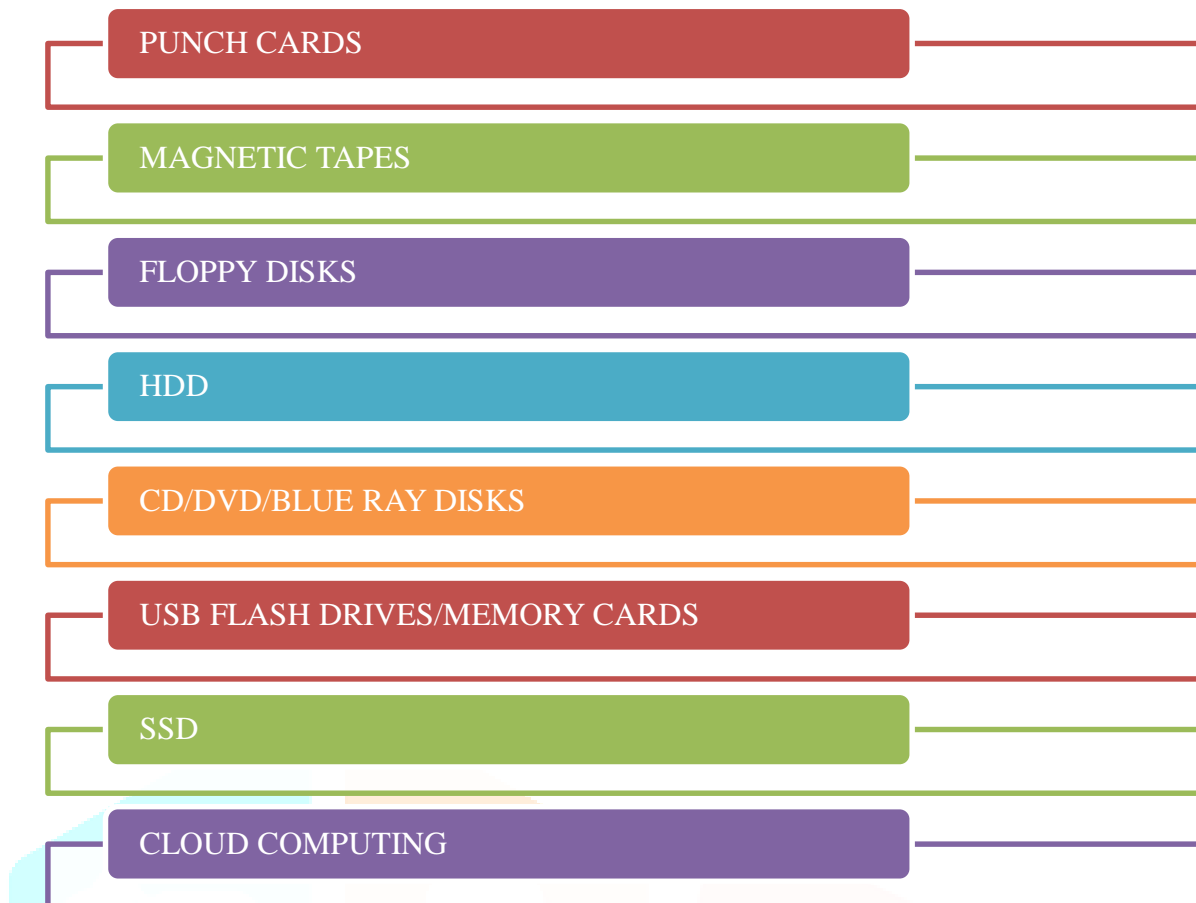 PUNCH CARDS
MAGNETIC TAPES
FLOPPY DISKS
HDD
CD/DVD/BLUE RAY DISKS
USB FLASH DRIVES/MEMORY CARDS
SSD
CLOUD COMPUTING